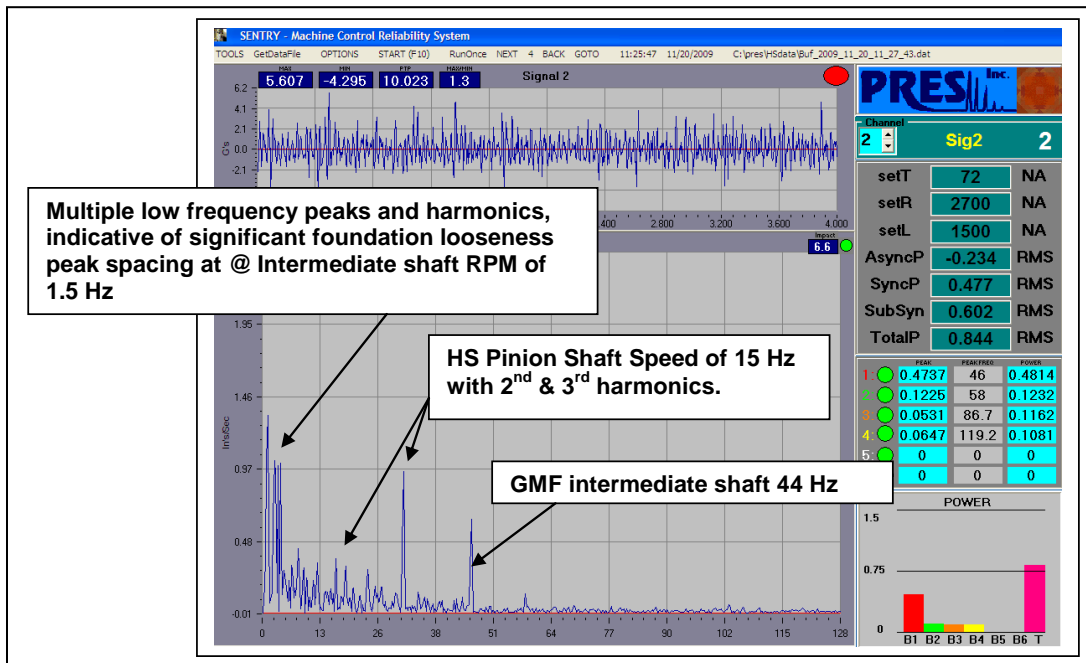 SENTRY - Machine Control Reliability System
TOOLS GetDataFile OPTIONS START (F10) RunOnce NEXT 4 BACK GOTO 11:25:47 11/20/2009 C:\pres\HSdata\Buf_2009_11_20_11_27_43.dat
MAX MIN PTP MAX/MIN
5.607 -4.295 10.023 1.3 Signal 2
6.2
4.1
2.1
0.0
-2.1
G's
2.400 2.800 3.200 3.600 4.000
Impact
6.6
Multiple low frequency peaks and harmonics,
indicative of significant foundation looseness
peak spacing at @ Intermediate shaft RPM of
1.5 Hz
HS Pinion Shaft Speed of 15 Hz
with 2nd & 3rd harmonics.
GMF intermediate shaft 44 Hz
1.95
1.46
0.97
0.48
-0.01
In's/Sec
0 13 26 38 51 64 77 90 102 115 128
PRES Inc.
Channel
2 Sig2 2
setT 72 NA
setR 2700 NA
setL 1500 NA
AsyncP -0.234 RMS
SyncP 0.477 RMS
SubSyn 0.602 RMS
TotalP 0.844 RMS
PEAK PEAK FREQ POWER
1: 0.4737 46 0.4814
2: 0.1225 58 0.1232
3: 0.0531 86.7 0.1162
4: 0.0647 119.2 0.1081
5: 0 0 0
0 0 0
POWER
1.5
0.75
0
B1 B2 B3 B4 B5 B6 T